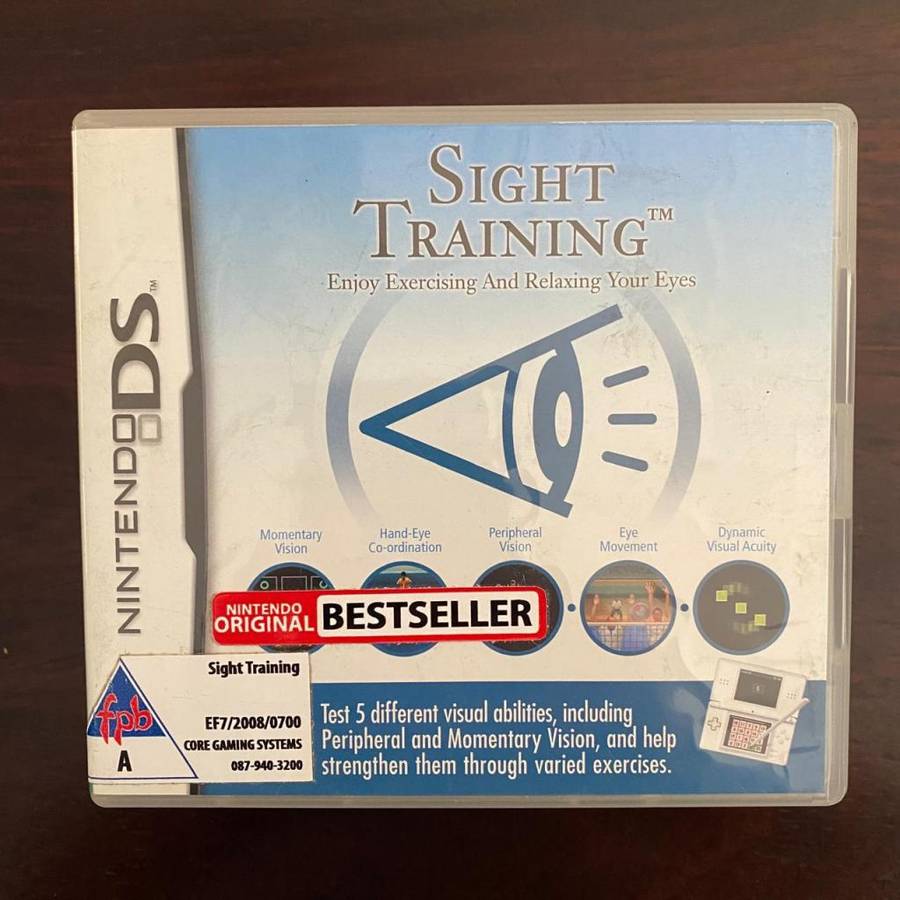 SIGHT
TRAINING™
Enjoy Exercising And Relaxing Your Eyes
NINTENDO DS™
Momentary
Vision
Hand-Eye
Co-ordination
Peripheral
Vision
Eye
Movement
Dynamic
Visual Acuity
NINTENDO
ORIGINAL
BESTSELLER
Sight Training
fpb
A
EF7/2008/0700
CORE GAMING SYSTEMS
087-940-3200
Test 5 different visual abilities, including
Peripheral and Momentary Vision, and help
strengthen them through varied exercises.